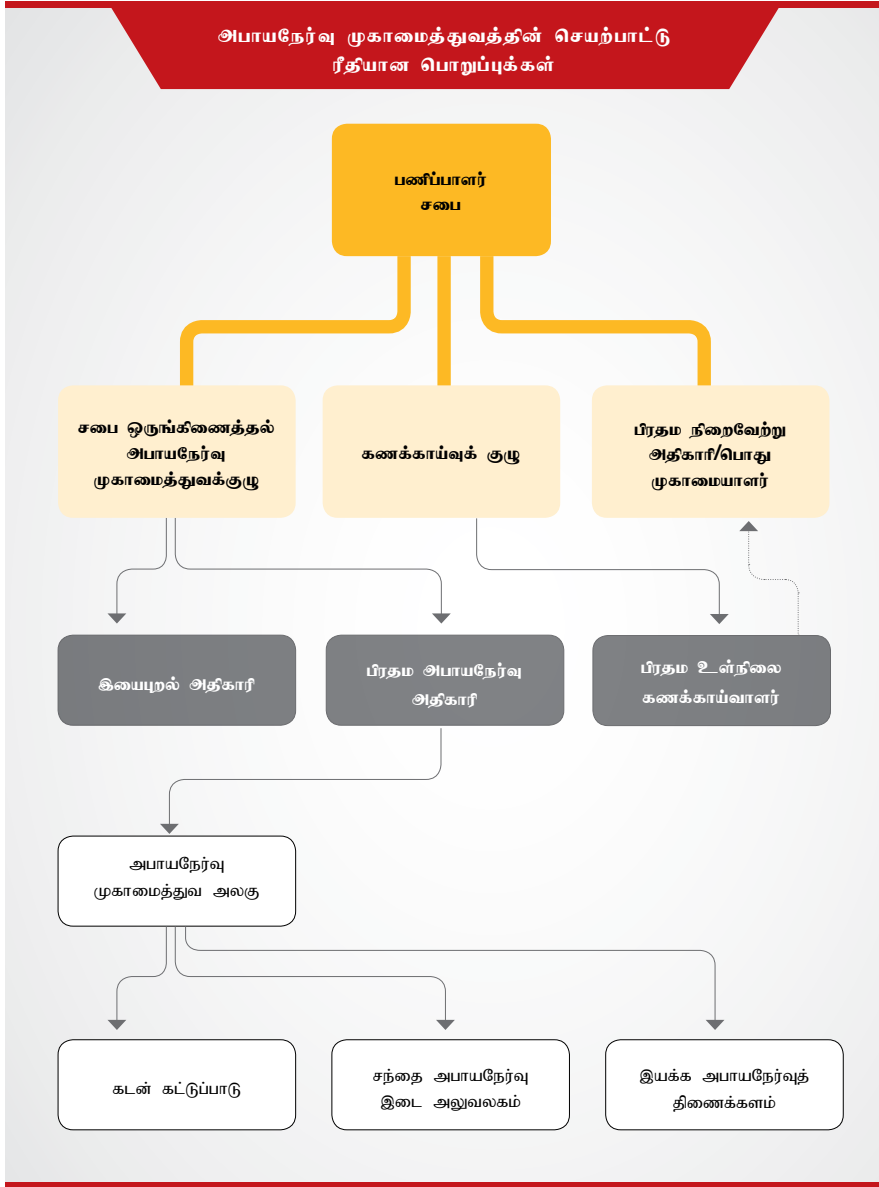 அபாயநேர்வு முகாமைத்துவத்தின் செயற்பாட்டு
ரீதியான பொறுப்புக்கள்
பணிப்பாளர்
சபை
சபை ஒருங்கிணைத்தல்
அபாயநேர்வு
முகாமைத்துவக்குழு
கணக்காய்வுக் குழு
பிரதம நிறைவேற்று
அதிகாரி/பொது
முகாமையாளர்
இயைபுறல் அதிகாரி
பிரதம அபாயநேர்வு
அதிகாரி
பிரதம உள்நிலை
கணக்காய்வாளர்
அபாயநேர்வு
முகாமைத்துவ அலகு
கடன் கட்டுப்பாடு
சந்தை அபாயநேர்வு
இடை அலுவலகம்
இயக்க அபாயநேர்வுத்
திணைக்களம்